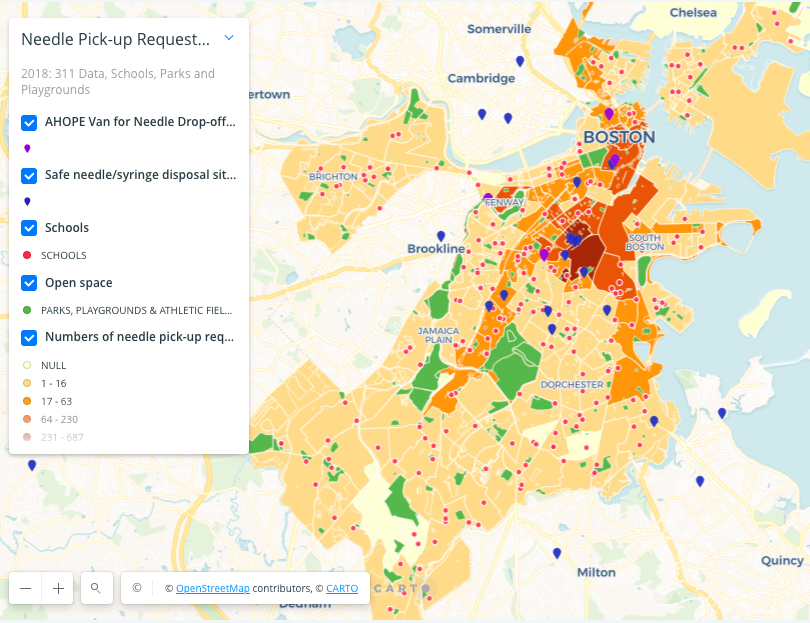 Needle Pick-up Request...
2018: 311 Data, Schools, Parks and
Playgrounds
AHOPE Van for Needle Drop-off...
Safe needle/syringe disposal sit...
Schools
SCHOOLS
Open space
PARKS, PLAYGROUNDS & ATHLETIC FIEL...
Numbers of needle pick-up req...
NULL
1 - 16
17 - 63
64 - 230
231 - 687
Chelsea
Somerville
Cambridge
ertown
BOSTON
BRIGHTON
FENWAY
SOUTH
BOSTON
Brookline
JAMAICA
PLAIN
DORCHESTER
Milton
Quincy
Dedham
© © OpenStreetMap contributors, © CARTO
CARTO